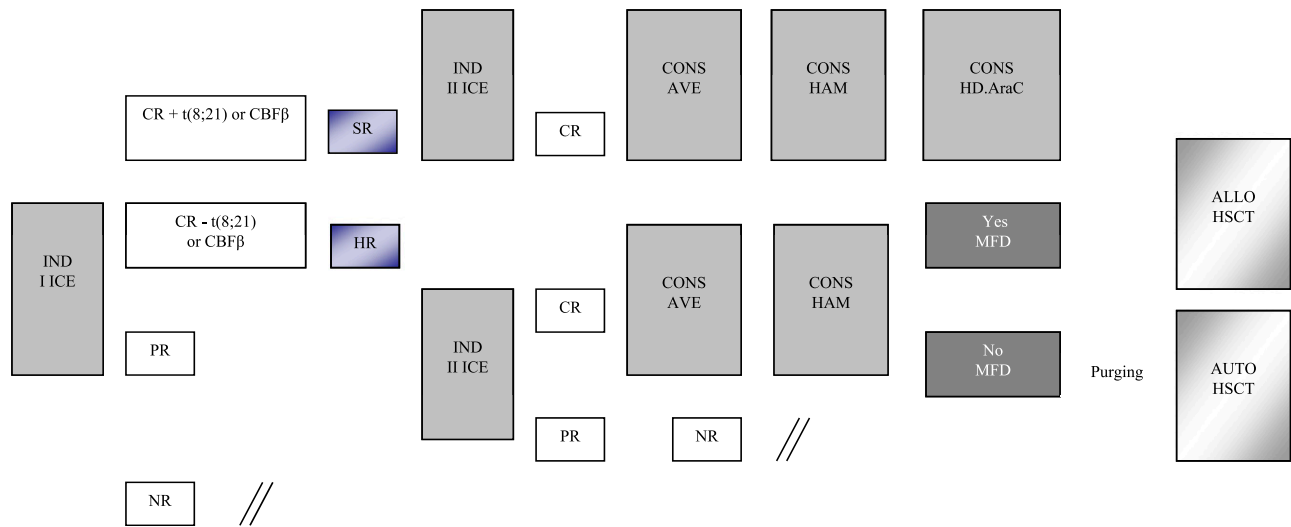 IND
II ICE
CONS
AVE
CONS
HAM
CONS
HD.AraC
CR + t(8;21) or CBFβ
SR
CR
ALLO
HSCT
CR - t(8;21)
or CBFβ
HR
Yes
MFD
IND
I ICE
CONS
AVE
CONS
HAM
CR
IND
II ICE
PR
No
MFD
Purging
AUTO
HSCT
PR
NR
NR